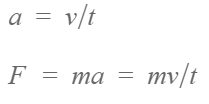 a = v/t
F = ma = mv/t